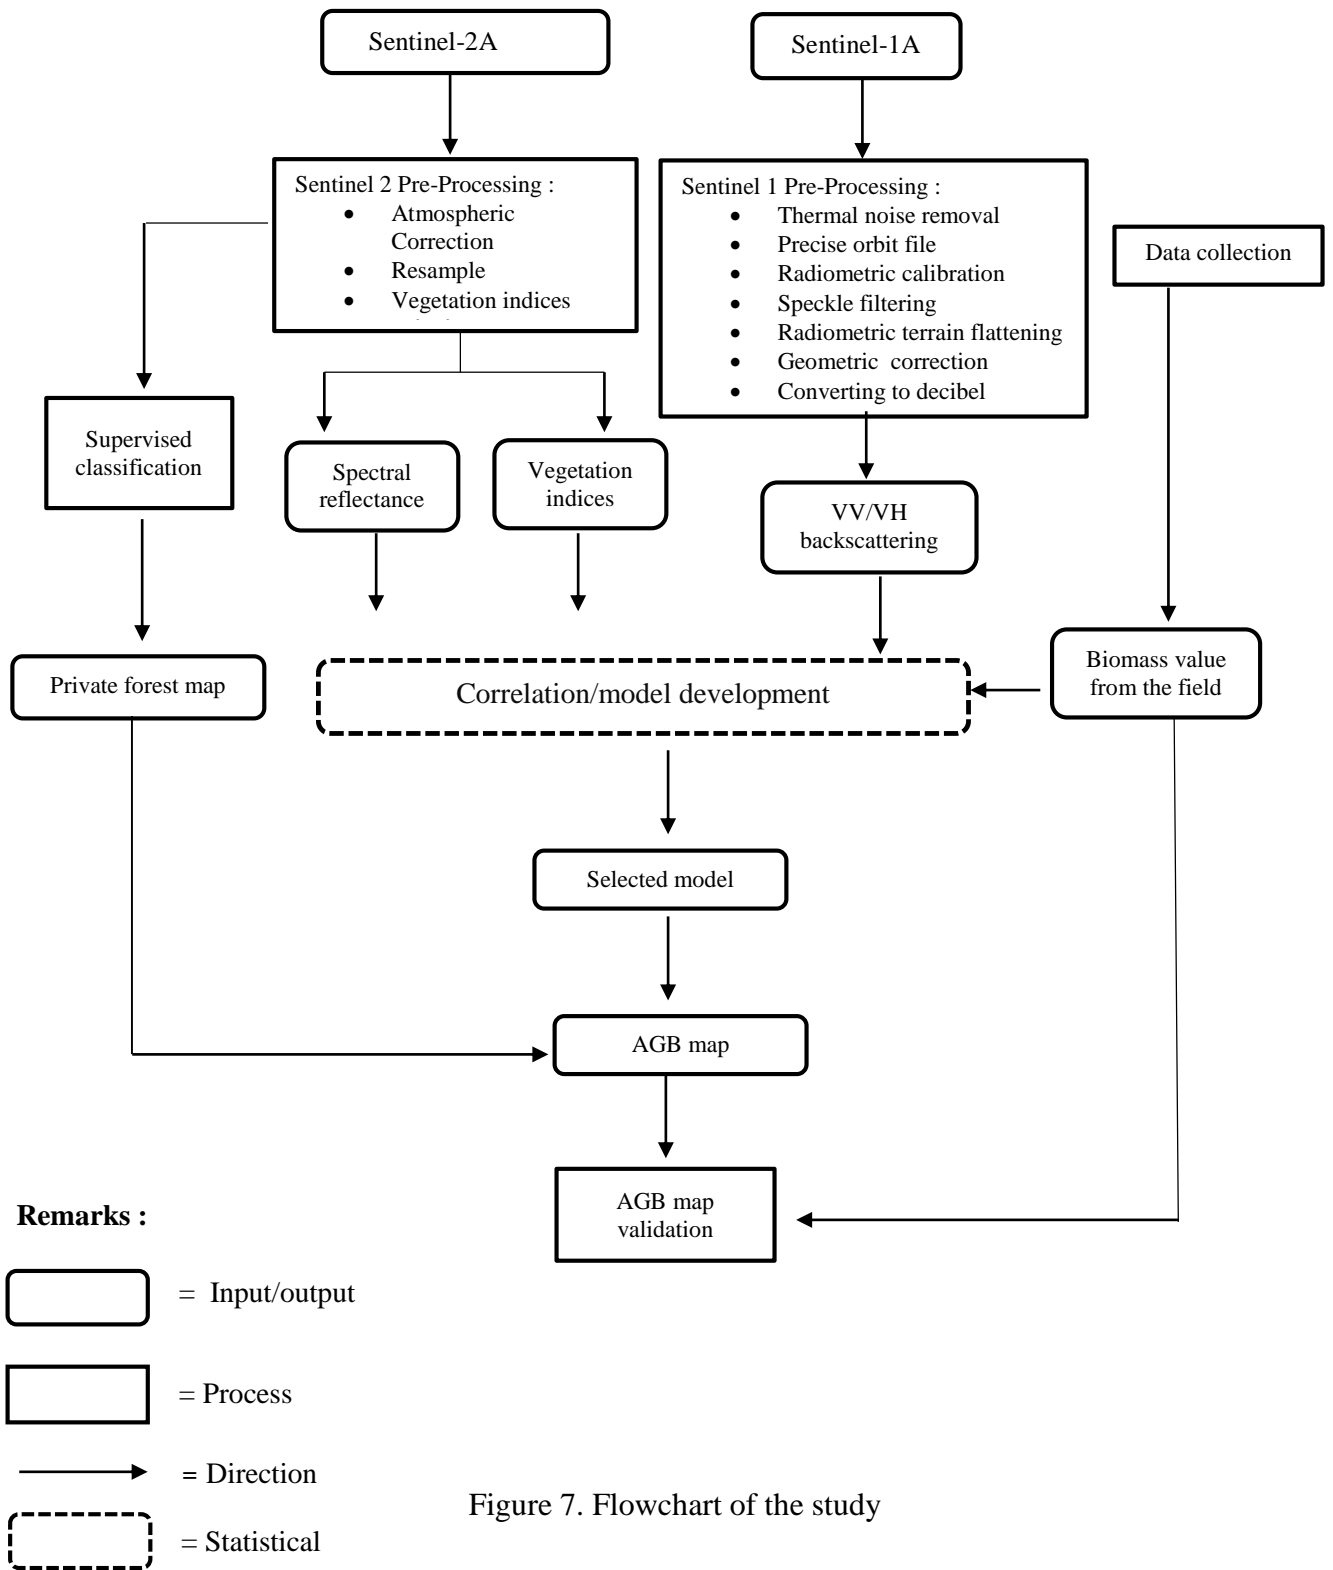 Sentinel-2A
Sentinel-1A
Sentinel 2 Pre-Processing :
• Atmospheric
Correction
• Resample
• Vegetation indices
Sentinel 1 Pre-Processing :
• Thermal noise removal
• Precise orbit file
• Radiometric calibration
• Speckle filtering
• Radiometric terrain flattening
• Geometric correction
• Converting to decibel
Data collection
Supervised
classification
Spectral
reflectance
Vegetation
indices
VV/VH
backscattering
Private forest map
Correlation/model development
Biomass value
from the field
Selected model
AGB map
AGB map
validation
Remarks :
= Input/output
= Process
= Direction
= Statistical
Figure 7. Flowchart of the study